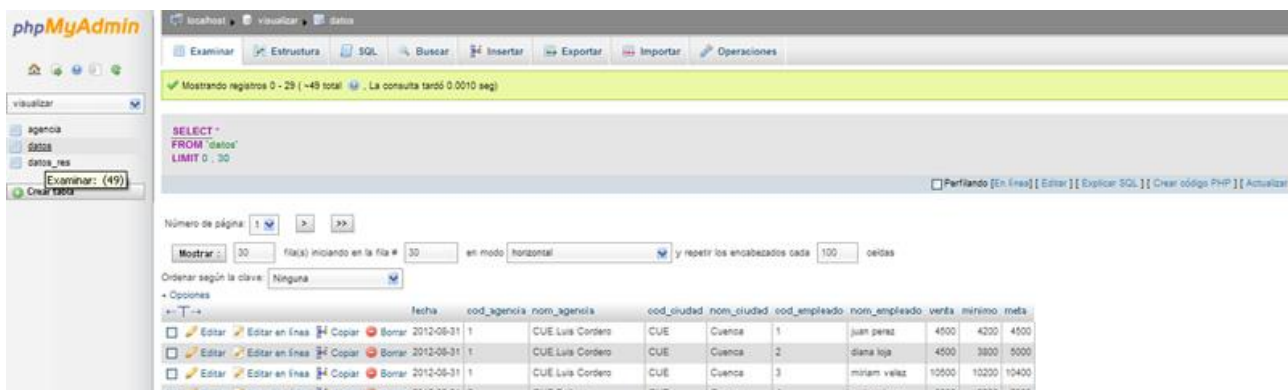 phpMyAdmin
localhost ▸ visualizar ▸ datos
Examinar Estructura SQL Buscar Insertar Exportar Importar Operaciones
Mostrando registros 0 - 29 ( ~49 total , La consulta tardó 0.0010 seg)
visualizar
agencia
datos
datos_res
Examinar: (49)
Crear tabla
SELECT *
FROM `datos`
LIMIT 0 , 30
Perfilando [En línea] [ Editar ] [ Explicar SQL ] [ Crear código PHP ] [ Actualizar
Número de página: 1 > >>
Mostrar : 30 fila(s) iniciando en la fila # 30 en modo horizontal y repetir los encabezados cada 100 celdas
Ordenar según la clave: Ninguna
+ Opciones
←T→ fecha cod_agencia nom_agencia cod_ciudad nom_ciudad cod_empleado nom_empleado venta minimo meta
Editar Editar en línea Copiar Borrar 2012-08-31 1 CUE.Luis Cordero CUE Cuenca 1 juan perez 4500 4200 4500
Editar Editar en línea Copiar Borrar 2012-08-31 1 CUE.Luis Cordero CUE Cuenca 2 diana loja 4500 3800 5000
Editar Editar en línea Copiar Borrar 2012-08-31 1 CUE.Luis Cordero CUE Cuenca 3 miriam velez 10500 10200 10400